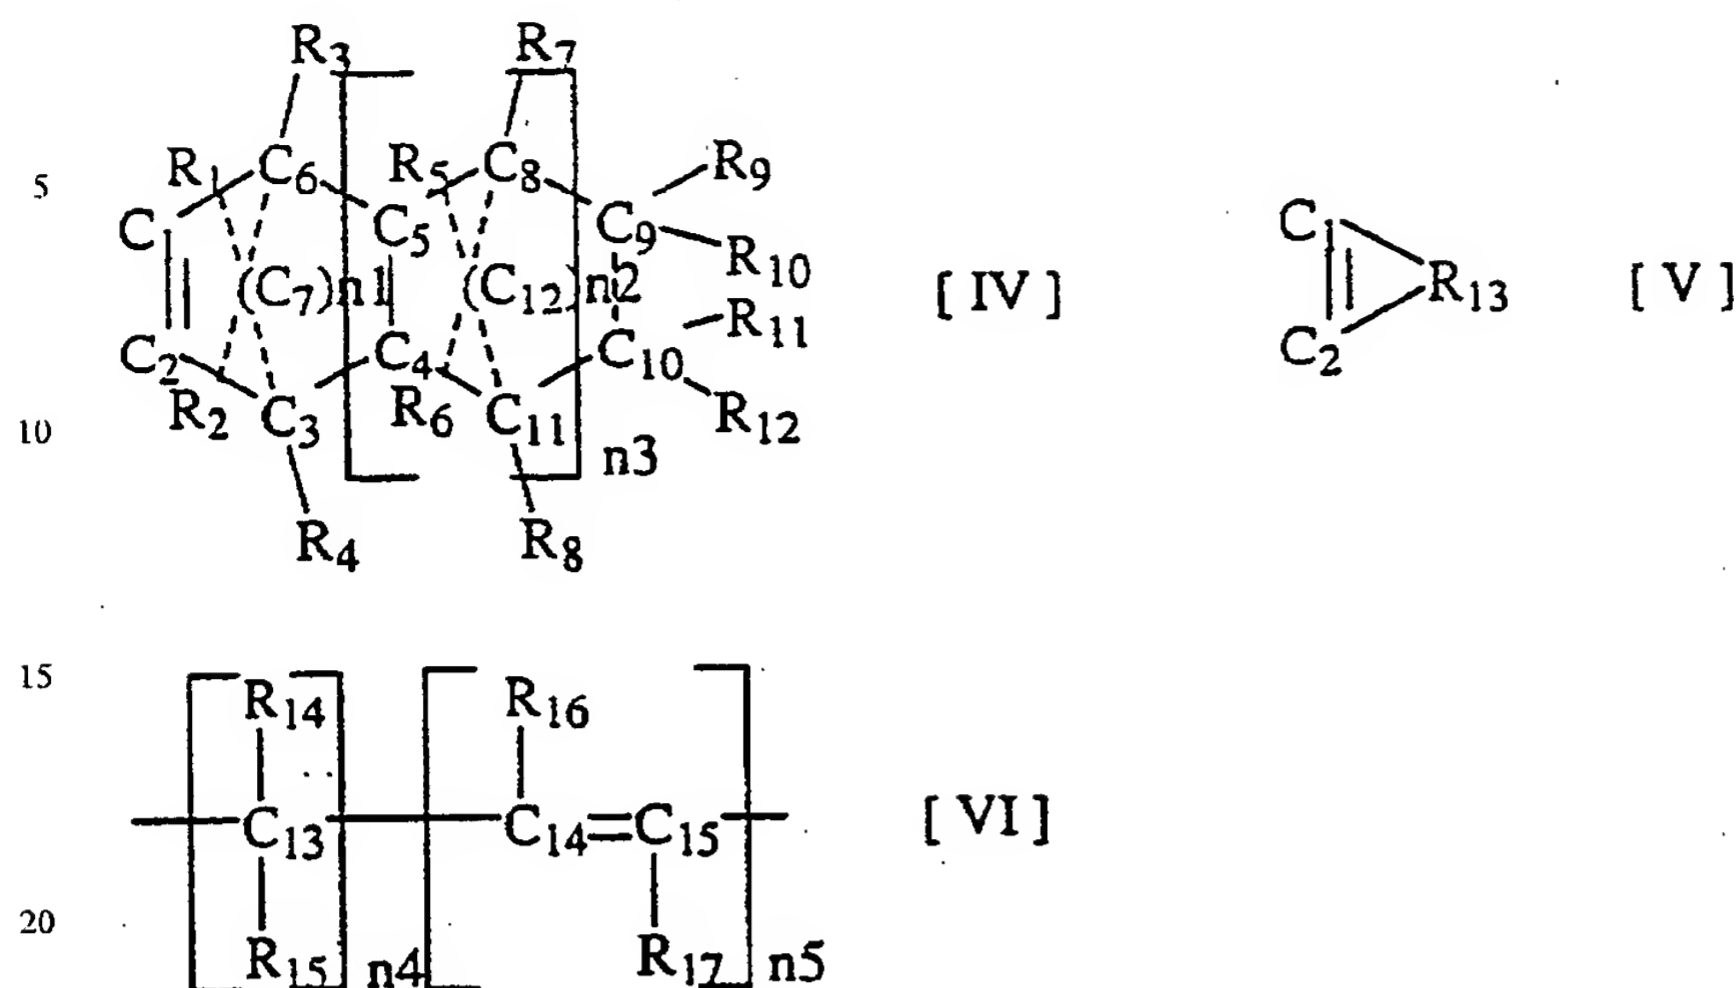 R3 R7
R C6 R5 C8 R9
5
C C5 C9
R10
(C7)n1 (C12)n2 [ IV ] C R13 [ V ]
R11
C2 C4 C10 C2
R2 C3 R6 C11 R12
10
n3
R4 R8
15
R14 R16
C13 C14=C15 [ VI ]
20
R15 n4 R17 n5